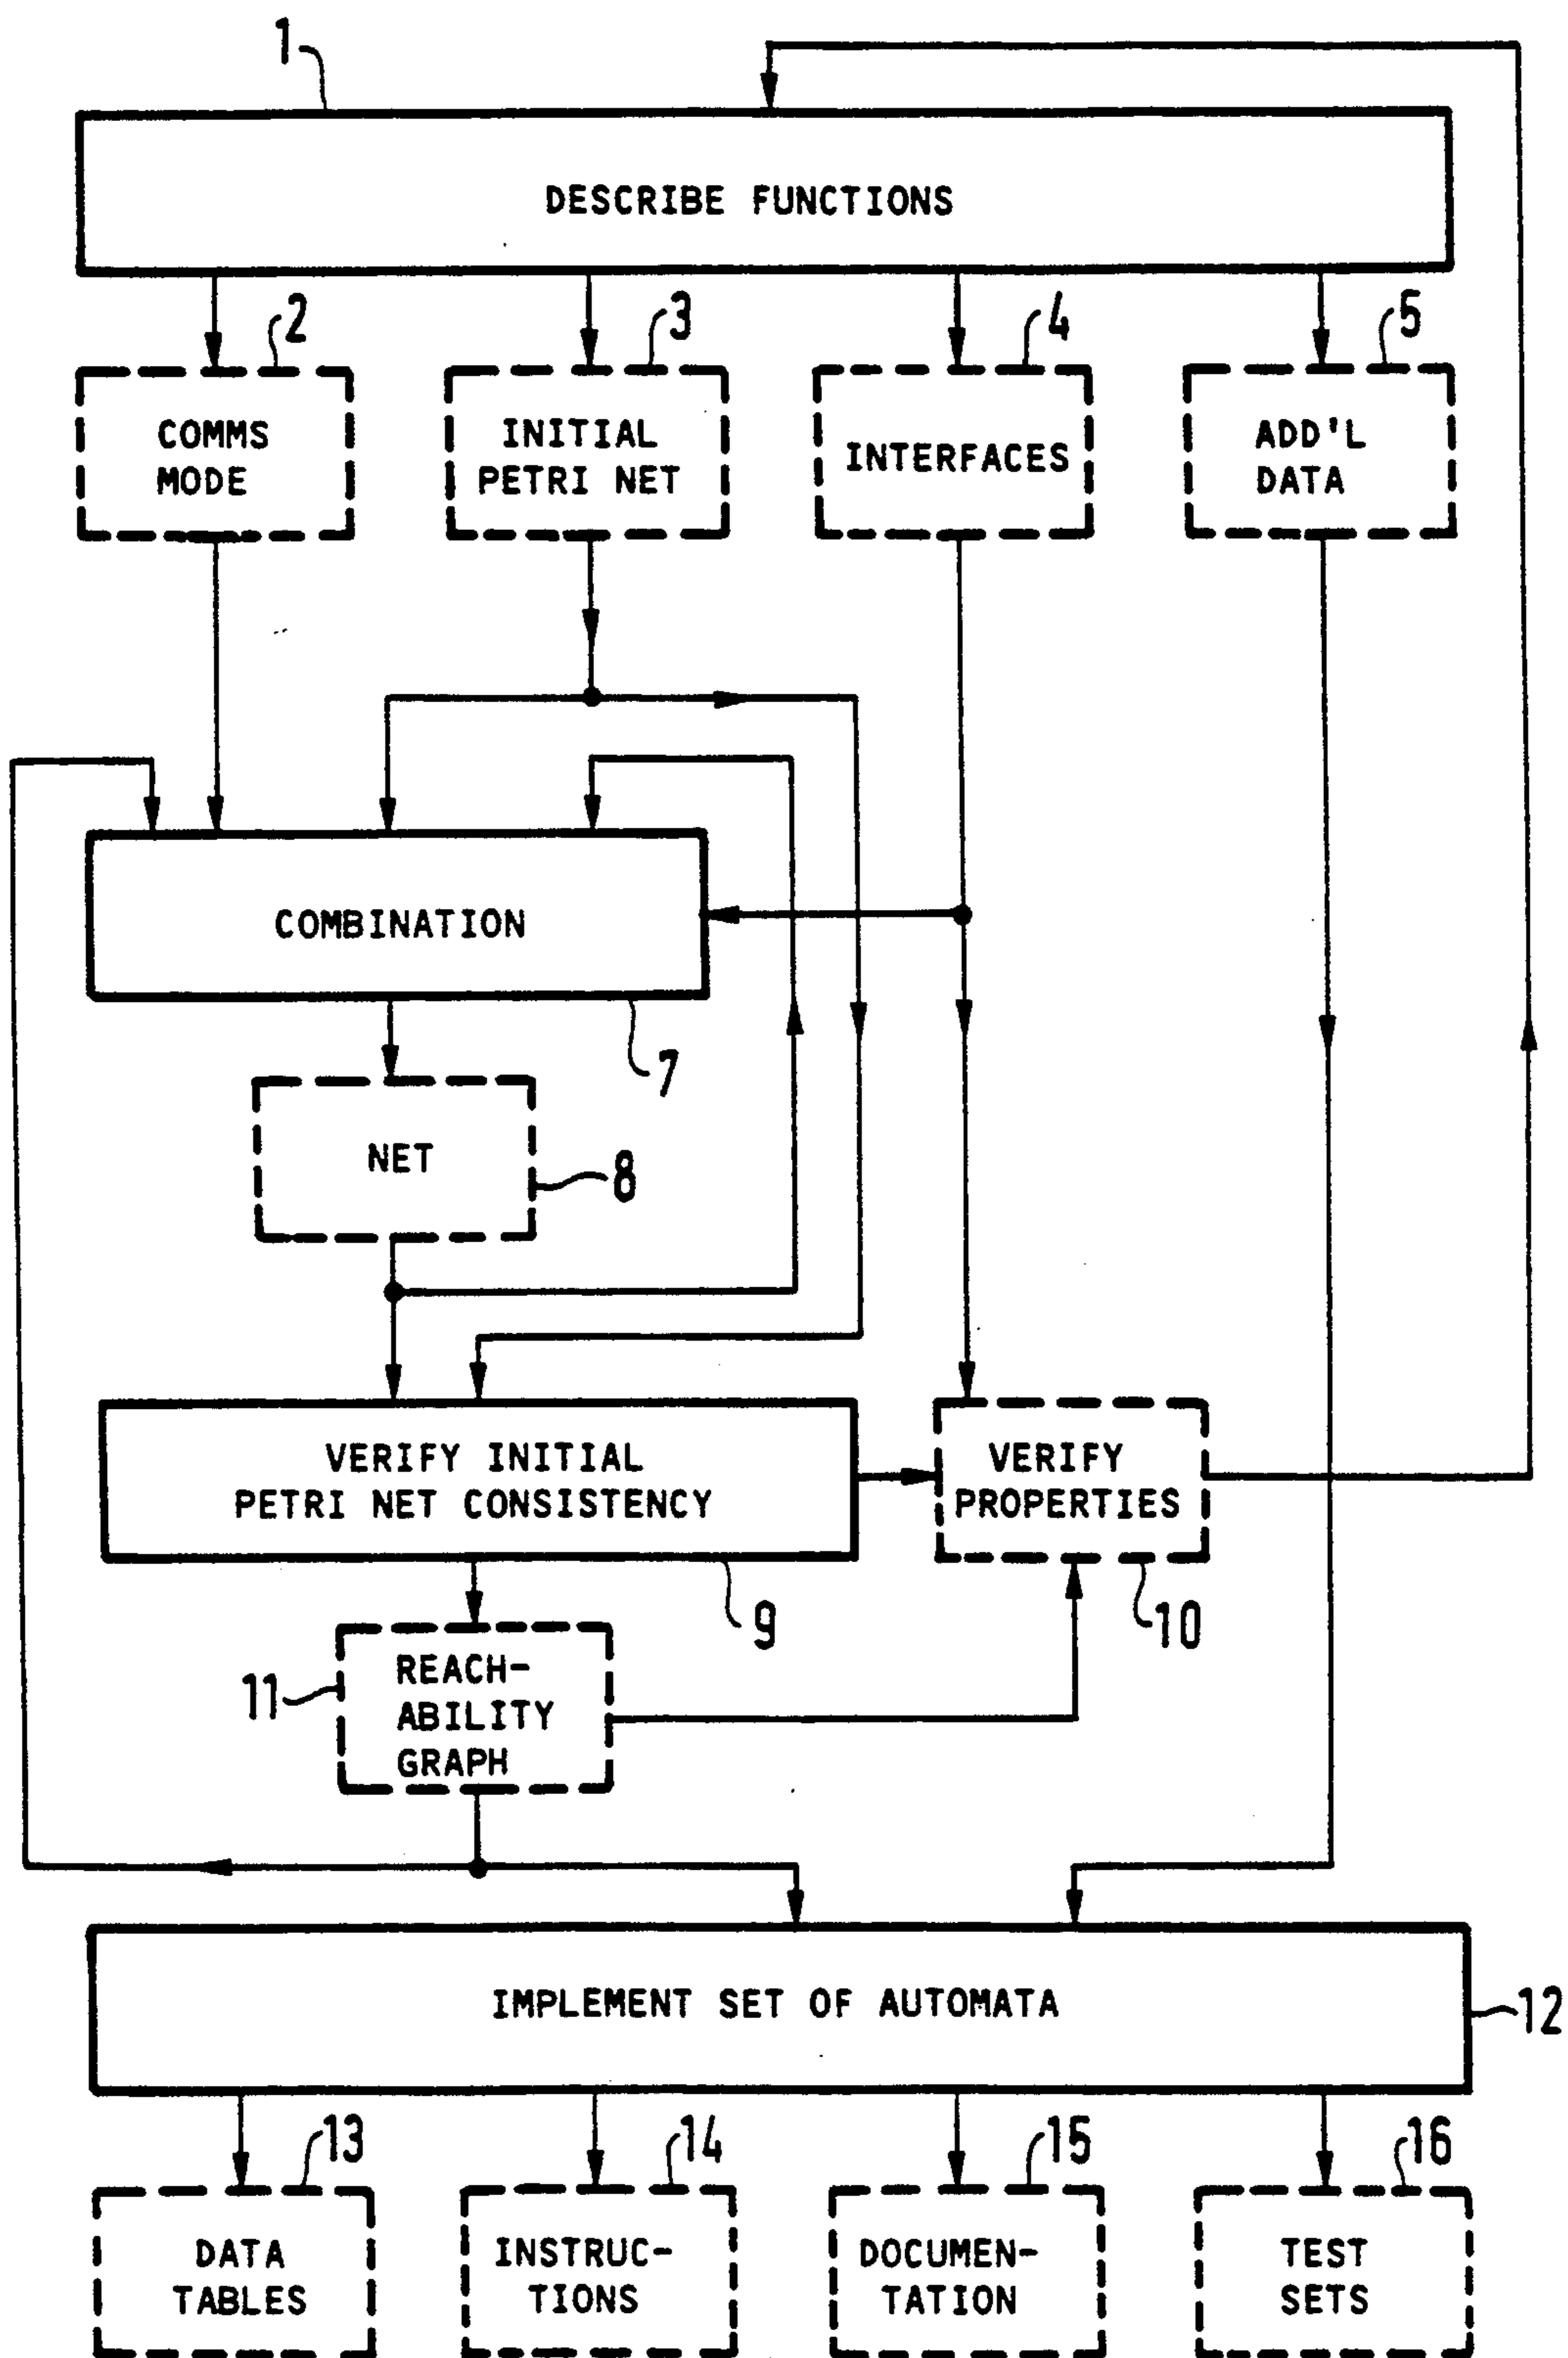 1
DESCRIBE FUNCTIONS
2
3
4
5
COMMS
MODE
INITIAL
PETRI NET
INTERFACES
ADD'L
DATA
COMBINATION
7
NET
8
VERIFY INITIAL
PETRI NET CONSISTENCY
VERIFY
PROPERTIES
9
10
11
REACH-
ABILITY
GRAPH
IMPLEMENT SET OF AUTOMATA
12
13
14
15
16
DATA
TABLES
INSTRUC-
TIONS
DOCUMEN-
TATION
TEST
SETS